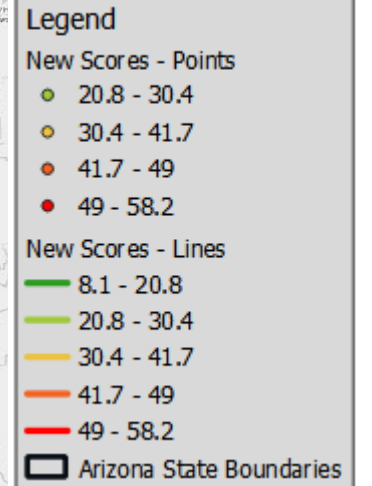 Legend
New Scores - Points
20.8 - 30.4
30.4 - 41.7
41.7 - 49
49 - 58.2
New Scores - Lines
8.1 - 20.8
20.8 - 30.4
30.4 - 41.7
41.7 - 49
49 - 58.2
Arizona State Boundaries